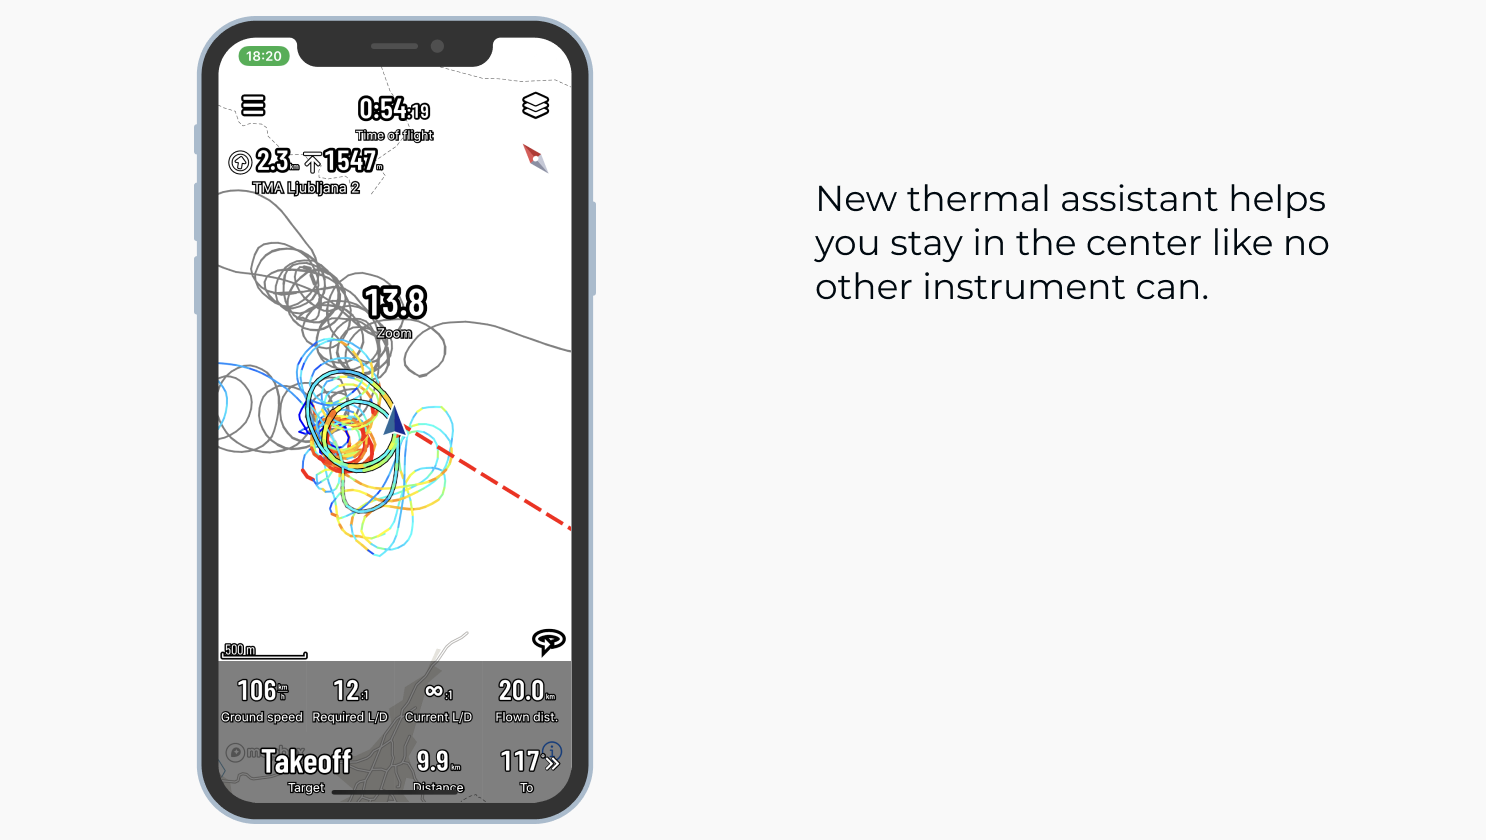 18:20
0:54:19
Time of flight
2.3 km 1547 m
TMA Ljubljana 2
13.8
Zoom
500 m
106 km/h 12 :1 ∞ :1 20.0 km
Ground speed Required L/D Current L/D Flown dist.
Takeoff 9.9 km 117° »
Target Distance To
New thermal assistant helps
you stay in the center like no
other instrument can.